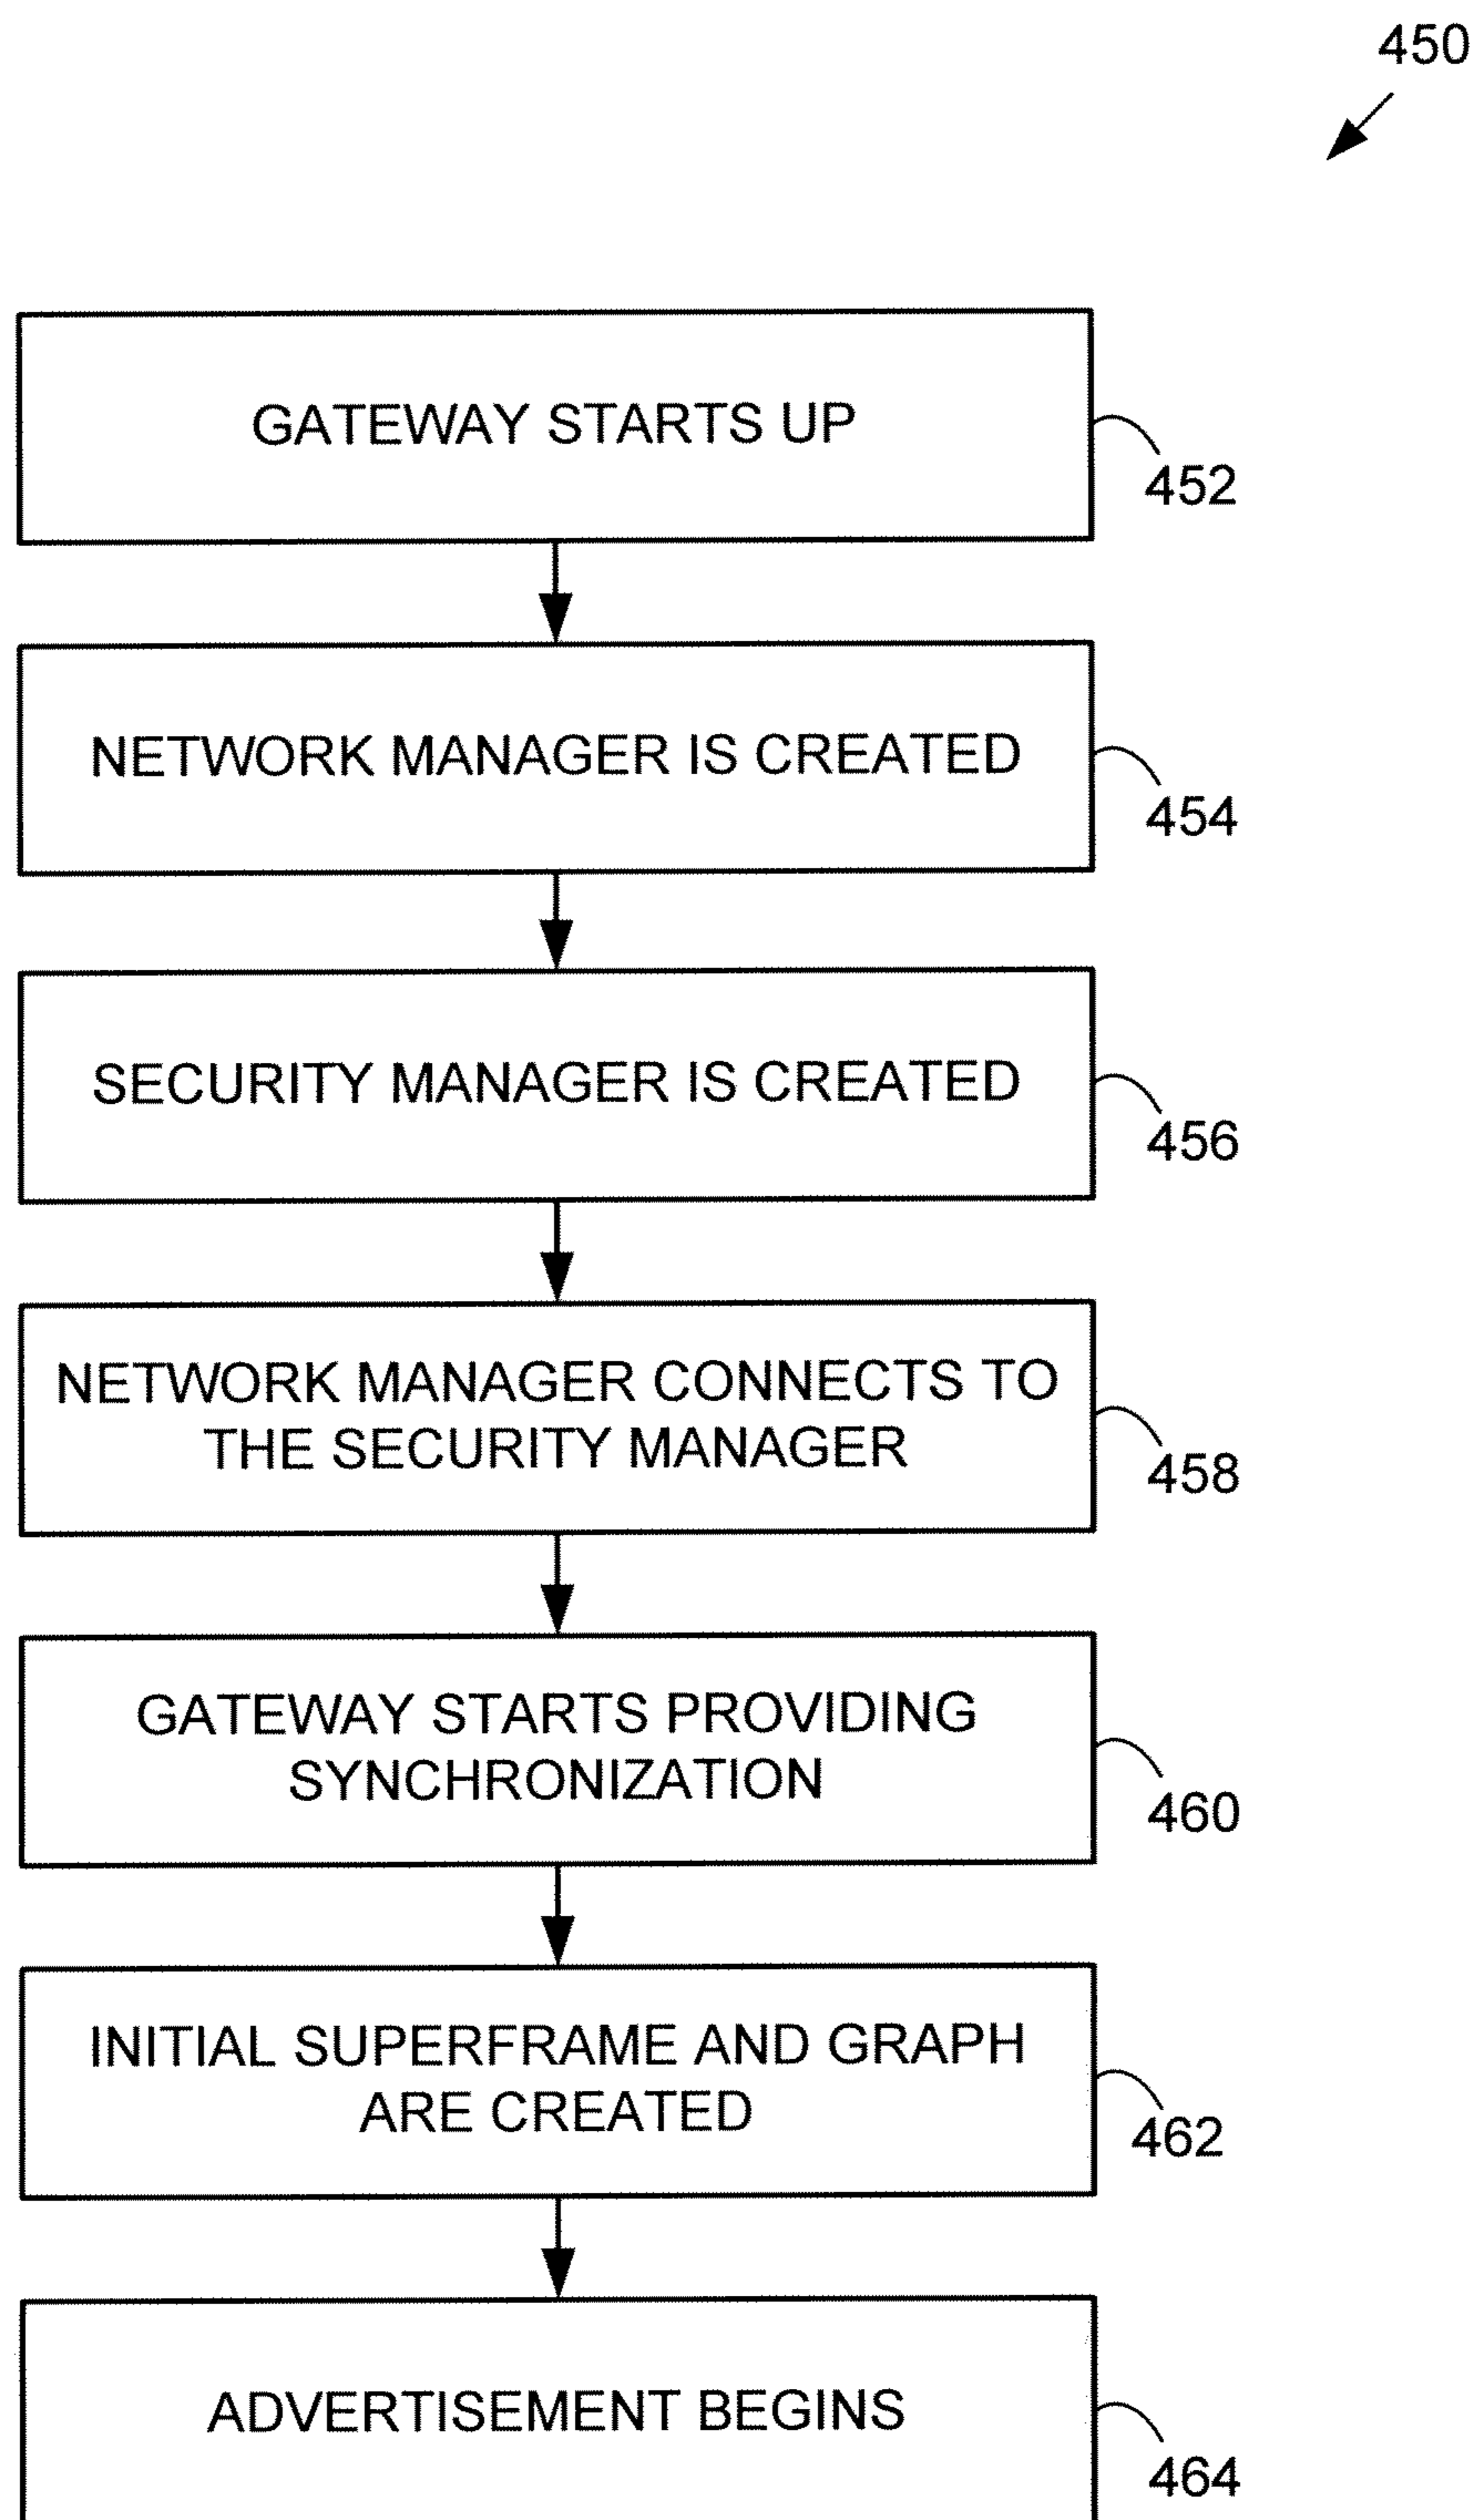 450
GATEWAY STARTS UP
452
NETWORK MANAGER IS CREATED
454
SECURITY MANAGER IS CREATED
456
NETWORK MANAGER CONNECTS TO
THE SECURITY MANAGER
458
GATEWAY STARTS PROVIDING
SYNCHRONIZATION
460
INITIAL SUPERFRAME AND GRAPH
ARE CREATED
462
ADVERTISEMENT BEGINS
464